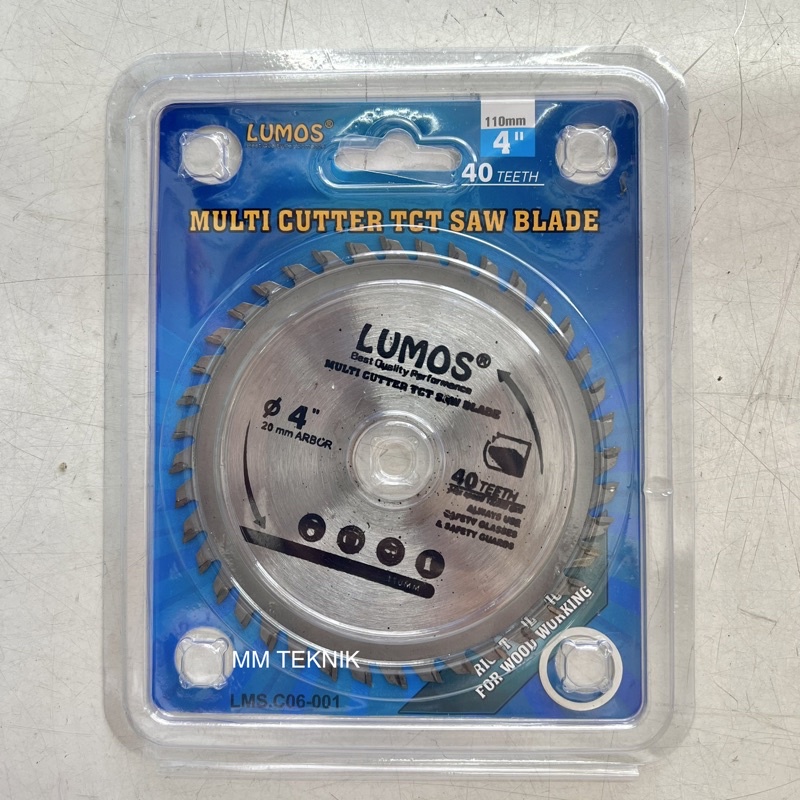 LUMOS®
110mm
4"
40 TEETH
MULTI CUTTER TCT SAW BLADE
LUMOS®
Best Quality Performance
MULTI CUTTER TCT SAW BLADE
Ø 4"
20 mm ARBOR
40 TEETH
ALWAYS USE
SAFETY GLASSES
& SAFETY GUARDS
110MM
FOR WOOD WORKING
MM TEKNIK
LMS.C06-001